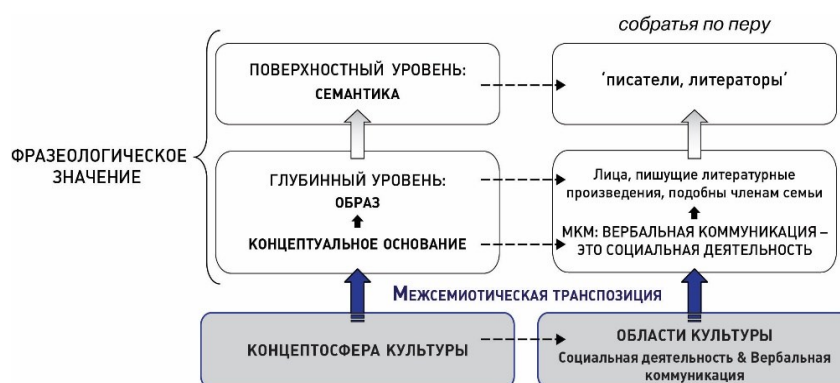 собратья по перу
ПОВЕРХНОСТНЫЙ УРОВЕНЬ:
СЕМАНТИКА
'писатели, литераторы'
ФРАЗЕОЛОГИЧЕСКОЕ
ЗНАЧЕНИЕ
ГЛУБИННЫЙ УРОВЕНЬ:
ОБРАЗ
КОНЦЕПТУАЛЬНОЕ ОСНОВАНИЕ
Лица, пишущие литературные
произведения, подобны членам семьи
МКМ: ВЕРБАЛЬНАЯ КОММУНИКАЦИЯ –
ЭТО СОЦИАЛЬНАЯ ДЕЯТЕЛЬНОСТЬ
МЕЖСЕМИОТИЧЕСКАЯ ТРАНСПОЗИЦИЯ
КОНЦЕПТОСФЕРА КУЛЬТУРЫ
ОБЛАСТИ КУЛЬТУРЫ
Социальная деятельность & Вербальная
коммуникация